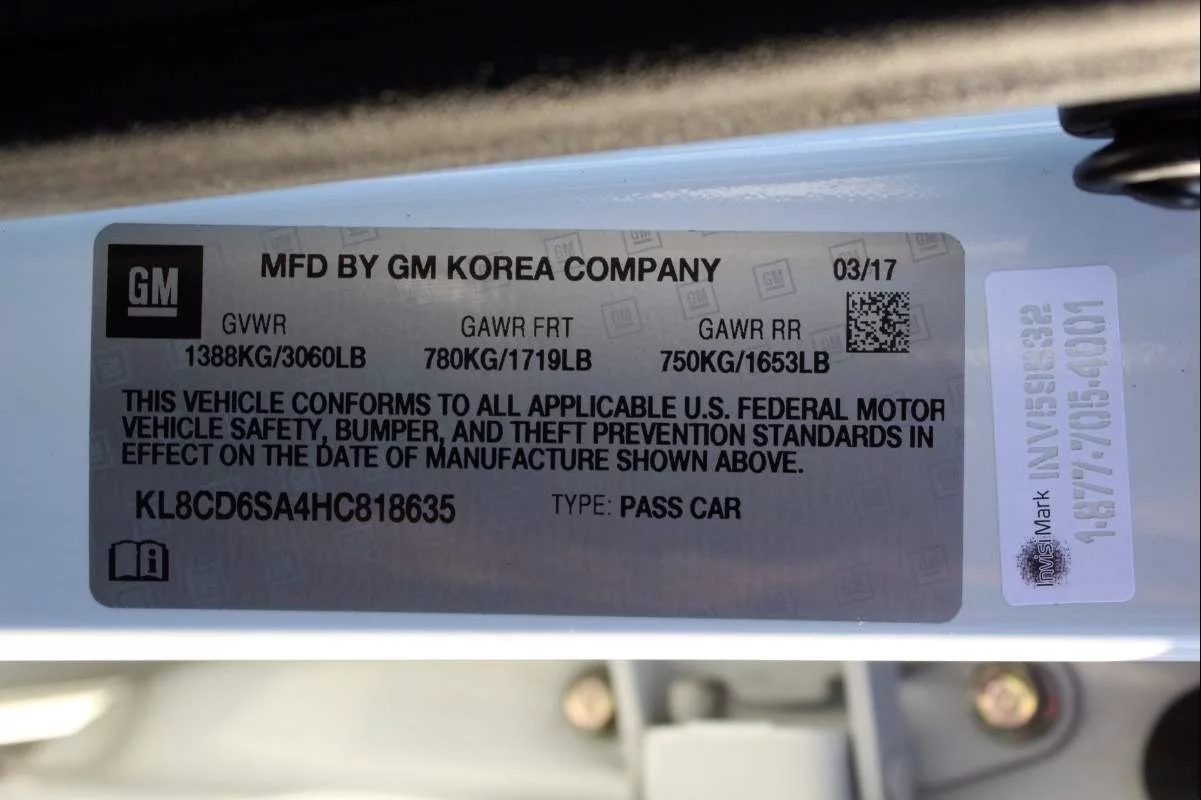 GM
MFD BY GM KOREA COMPANY
03/17
GVWR GAWR FRT GAWR RR
1388KG/3060LB 780KG/1719LB 750KG/1653LB
THIS VEHICLE CONFORMS TO ALL APPLICABLE U.S. FEDERAL MOTOR
VEHICLE SAFETY, BUMPER, AND THEFT PREVENTION STANDARDS IN
EFFECT ON THE DATE OF MANUFACTURE SHOWN ABOVE.
KL8CD6SA4HC818635 TYPE: PASS CAR
InvisiMark
1-877-705-4001